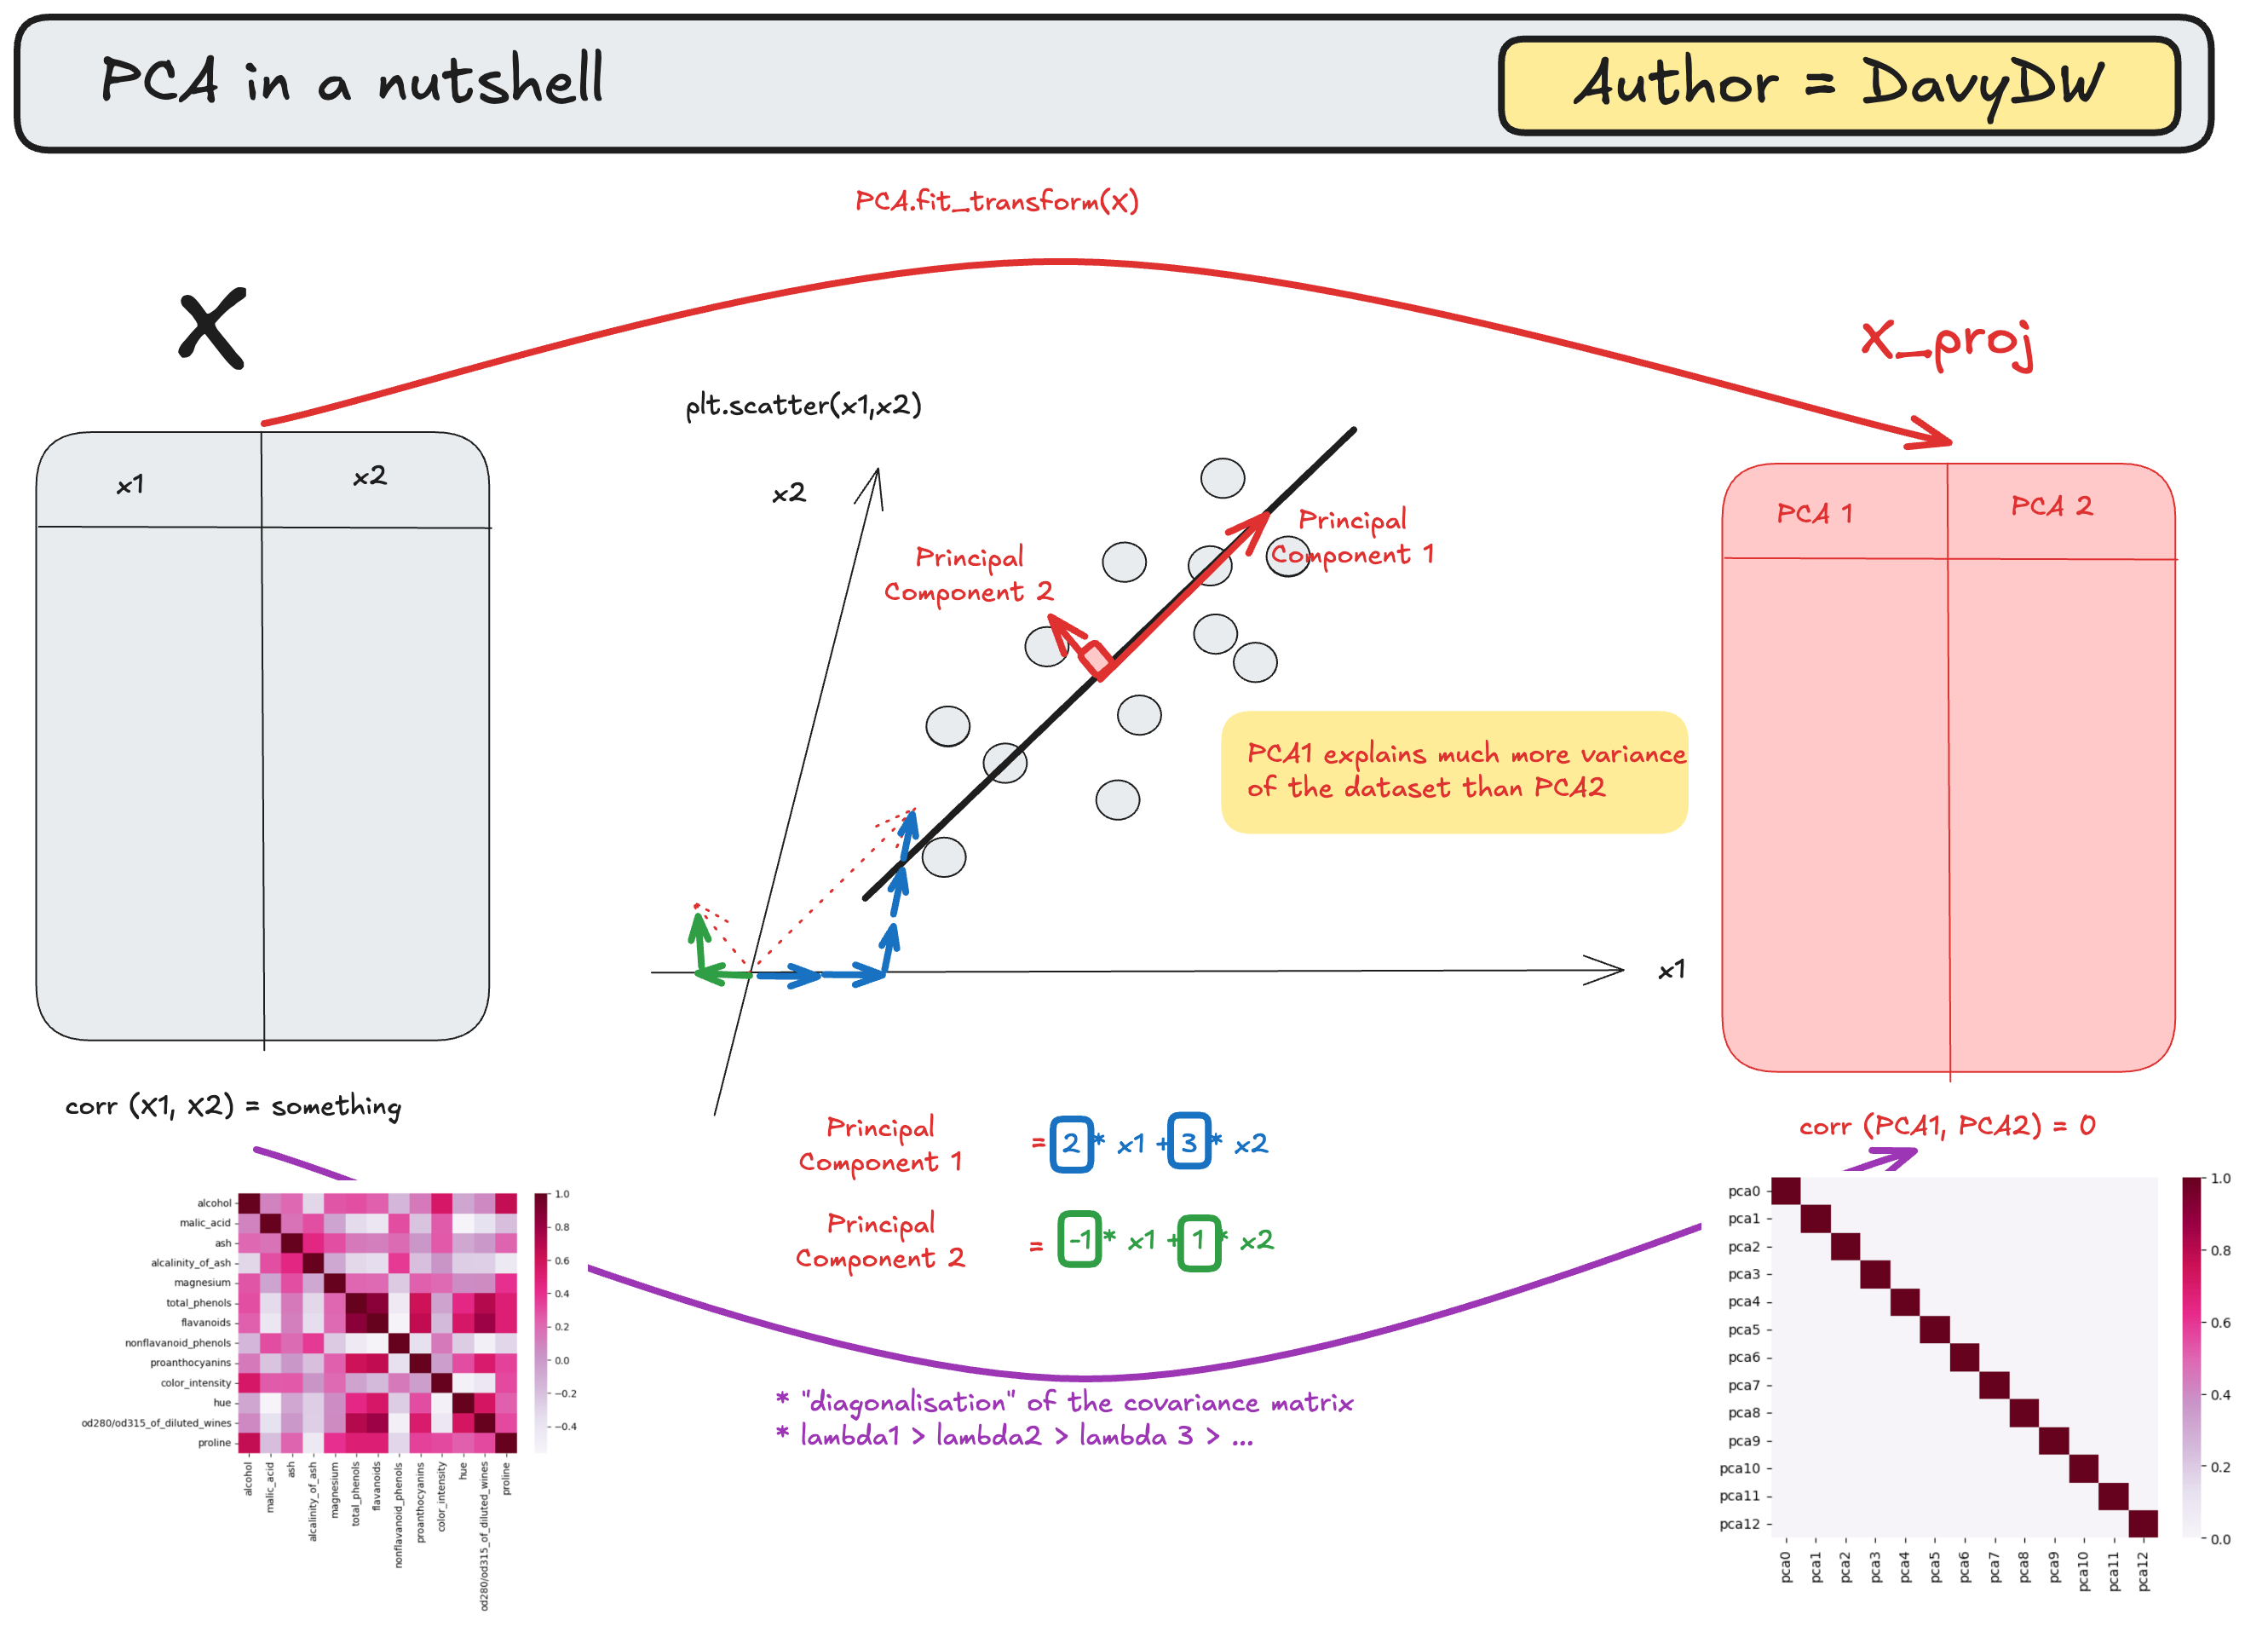 PCA in a nutshell
Author = DavyDW
PCA.fit_transform(X)
X
X_proj
plt.scatter(x1,x2)
x1
x2
x2
Principal
Component 1
Principal
Component 2
PCA 1
PCA 2
PCA1 explains much more variance
of the dataset than PCA2
x1
corr (X1, X2) = something
corr (PCA1, PCA2) = 0
Principal
Component 1
= 2 * x1 + 3 * x2
Principal
Component 2
= -1 * x1 + 1 * x2
* "diagonalisation" of the covariance matrix
* lambda1 > lambda2 > lambda 3 > ...
alcohol
malic_acid
ash
alcalinity_of_ash
magnesium
total_phenols
flavanoids
nonflavanoid_phenols
proanthocyanins
color_intensity
hue
od280/od315_of_diluted_wines
proline
alcohol
malic_acid
ash
alcalinity_of_ash
magnesium
total_phenols
flavanoids
nonflavanoid_phenols
proanthocyanins
color_intensity
hue
od280/od315_of_diluted_wines
proline
1.0
0.8
0.6
0.4
0.2
0.0
−0.2
−0.4
pca0
pca1
pca2
pca3
pca4
pca5
pca6
pca7
pca8
pca9
pca10
pca11
pca12
pca0
pca1
pca2
pca3
pca4
pca5
pca6
pca7
pca8
pca9
pca10
pca11
pca12
1.0
0.8
0.6
0.4
0.2
0.0